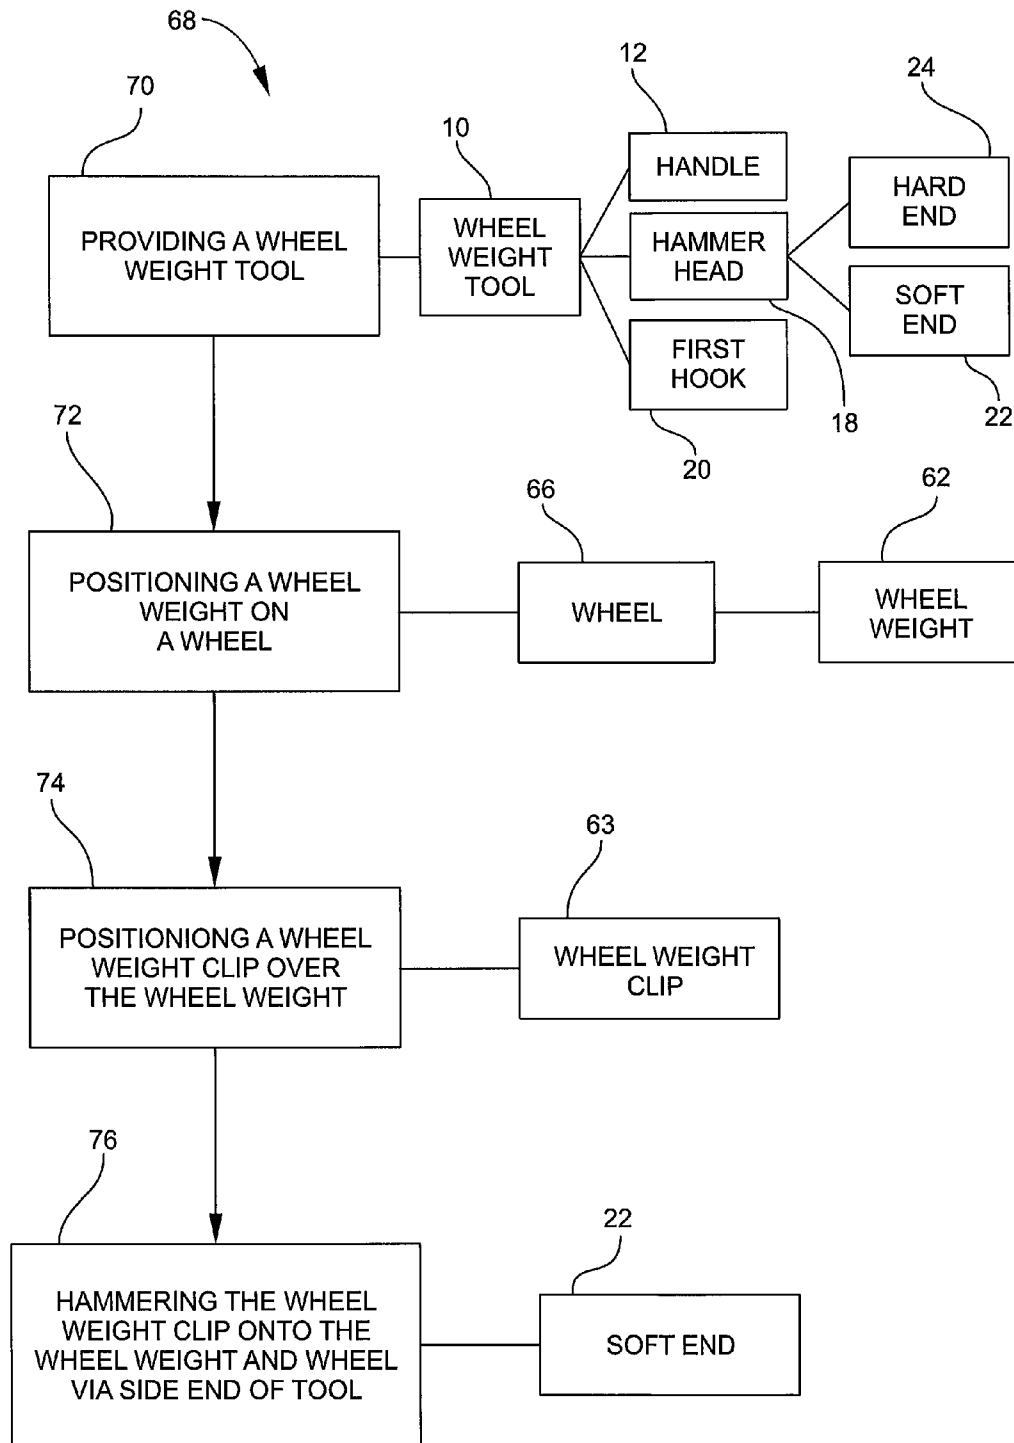 68
70
PROVIDING A WHEEL
WEIGHT TOOL
10
WHEEL
WEIGHT
TOOL
12
HANDLE
HAMMER
HEAD
18
FIRST
HOOK
20
24
HARD
END
SOFT
END
22
72
POSITIONING A WHEEL
WEIGHT ON
A WHEEL
66
WHEEL
62
WHEEL
WEIGHT
74
POSITIONIONG A WHEEL
WEIGHT CLIP OVER
THE WHEEL WEIGHT
63
WHEEL WEIGHT
CLIP
76
HAMMERING THE WHEEL
WEIGHT CLIP ONTO THE
WHEEL WEIGHT AND WHEEL
VIA SIDE END OF TOOL
22
SOFT END